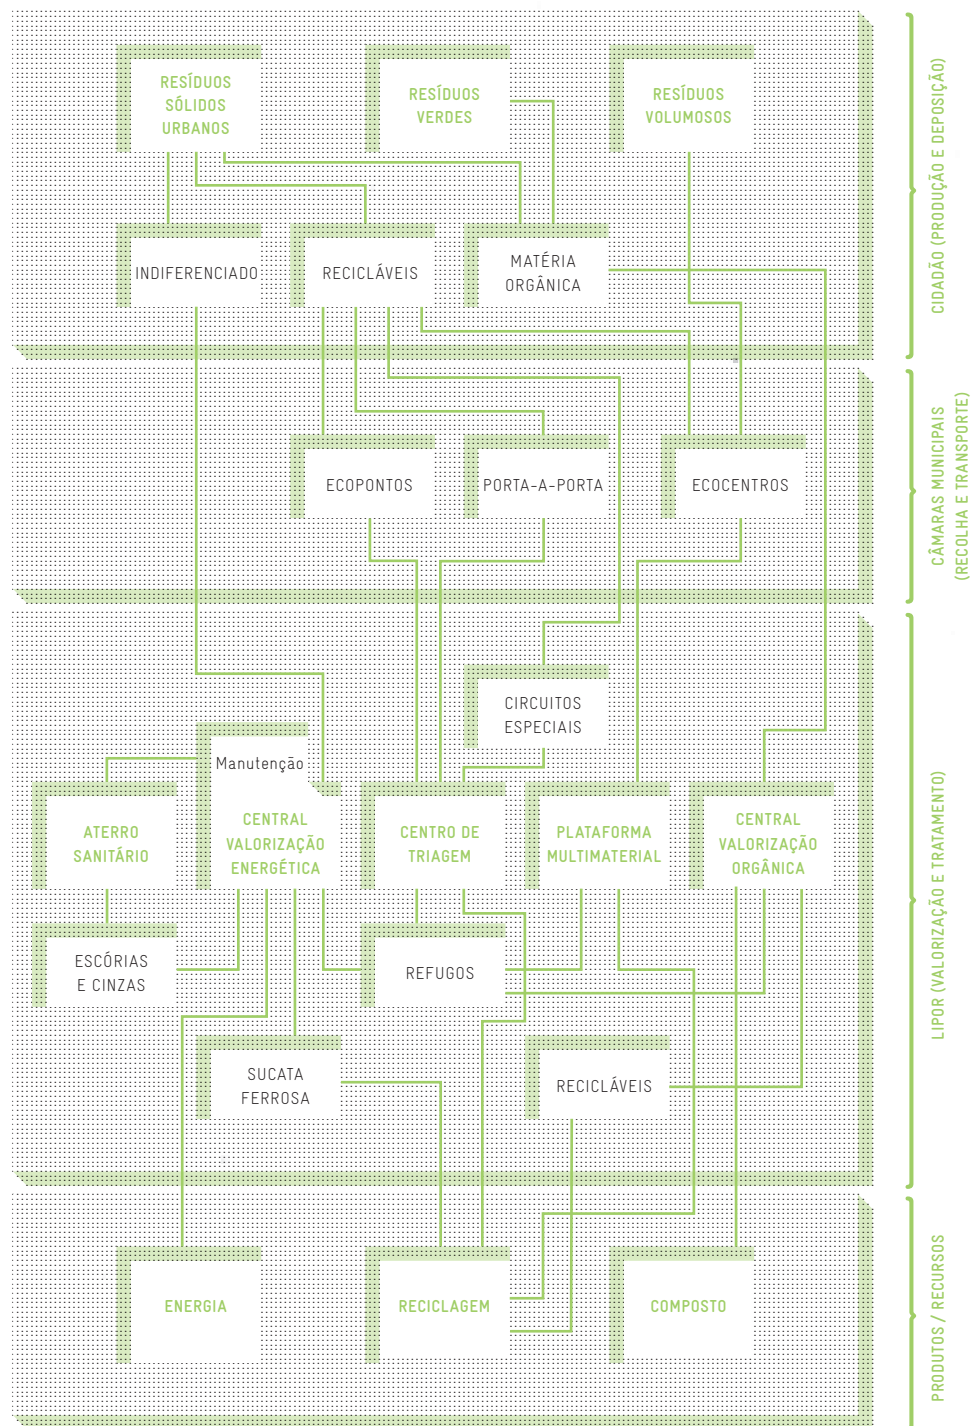 RESÍDUOS
SÓLIDOS
URBANOS
RESÍDUOS
VERDES
RESÍDUOS
VOLUMOSOS
INDIFERENCIADO
RECICLÁVEIS
MATÉRIA
ORGÂNICA
CIDADÃO (PRODUÇÃO E DEPOSIÇÃO)
ECOPONTOS
PORTA-A-PORTA
ECOCENTROS
CÂMARAS MUNICIPAIS
(RECOLHA E TRANSPORTE)
CIRCUITOS
ESPECIAIS
Manutenção
ATERRO
SANITÁRIO
CENTRAL
VALORIZAÇÃO
ENERGÉTICA
CENTRO DE
TRIAGEM
PLATAFORMA
MULTIMATERIAL
CENTRAL
VALORIZAÇÃO
ORGÂNICA
ESCÓRIAS
E CINZAS
REFUGOS
SUCATA
FERROSA
RECICLÁVEIS
LIPOR (VALORIZAÇÃO E TRATAMENTO)
ENERGIA
RECICLAGEM
COMPOSTO
PRODUTOS / RECURSOS